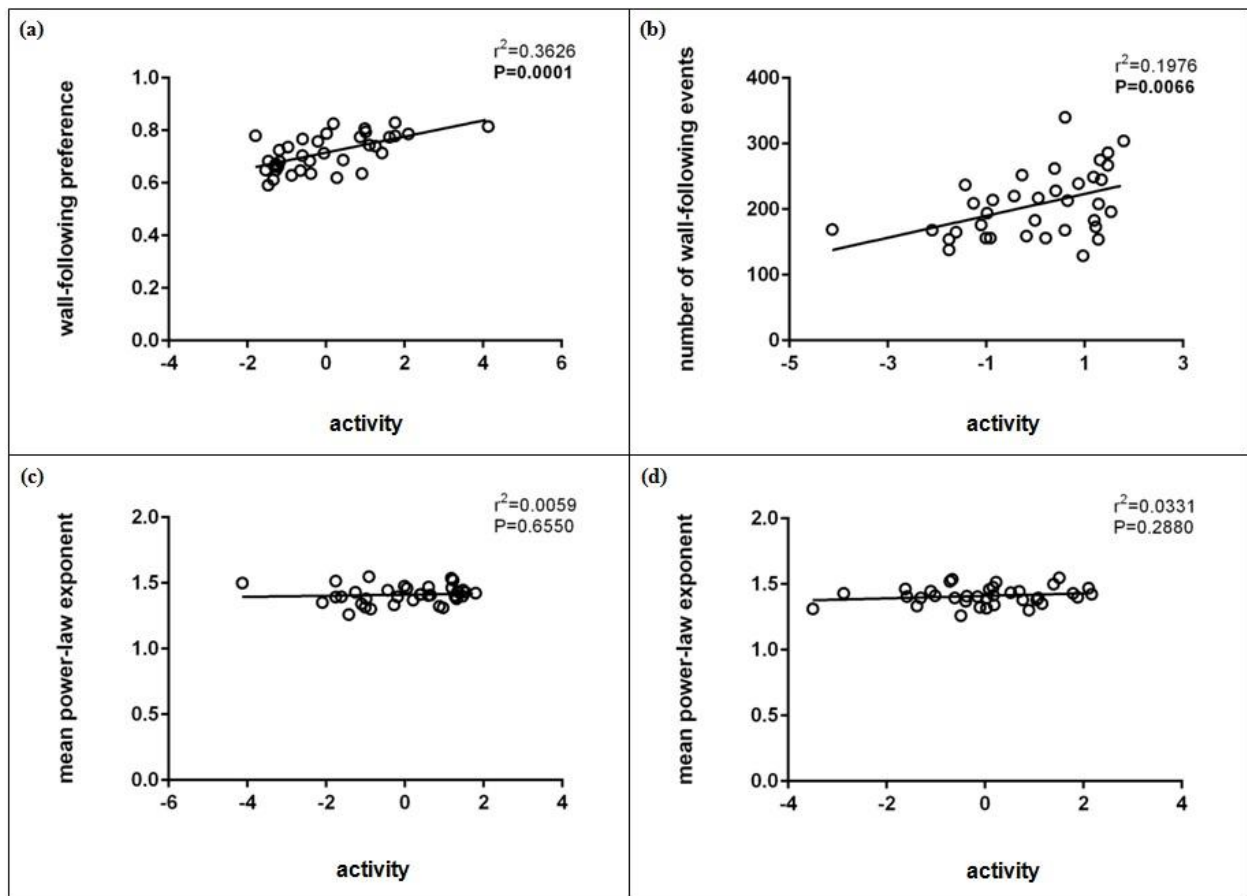 (a)
r²=0.3626
P=0.0001
wall-following preference
1.0
0.8
0.6
0.4
0.2
0.0
-4 -2 0 2 4 6
activity
(b)
r²=0.1976
P=0.0066
number of wall-following events
400
300
200
100
0
-5 -3 -1 1 3
activity
(c)
r²=0.0059
P=0.6550
mean power-law exponent
2.0
1.5
1.0
0.5
0.0
-6 -4 -2 0 2 4
activity
(d)
r²=0.0331
P=0.2880
mean power-law exponent
2.0
1.5
1.0
0.5
0.0
-4 -2 0 2 4
activity